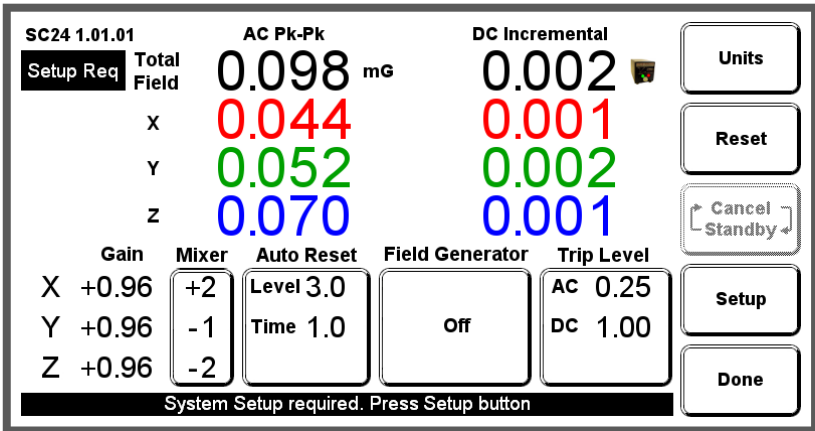 SC24 1.01.01 AC Pk-Pk DC Incremental
Setup Req Total Field 0.098 mG 0.002
X 0.044 0.001
Y 0.052 0.002
Z 0.070 0.001
Gain Mixer Auto Reset Field Generator Trip Level
X +0.96 +2 Level 3.0 AC 0.25
Y +0.96 -1 Time 1.0 Off DC 1.00
Z +0.96 -2
System Setup required. Press Setup button
Units
Reset
Cancel
Standby
Setup
Done